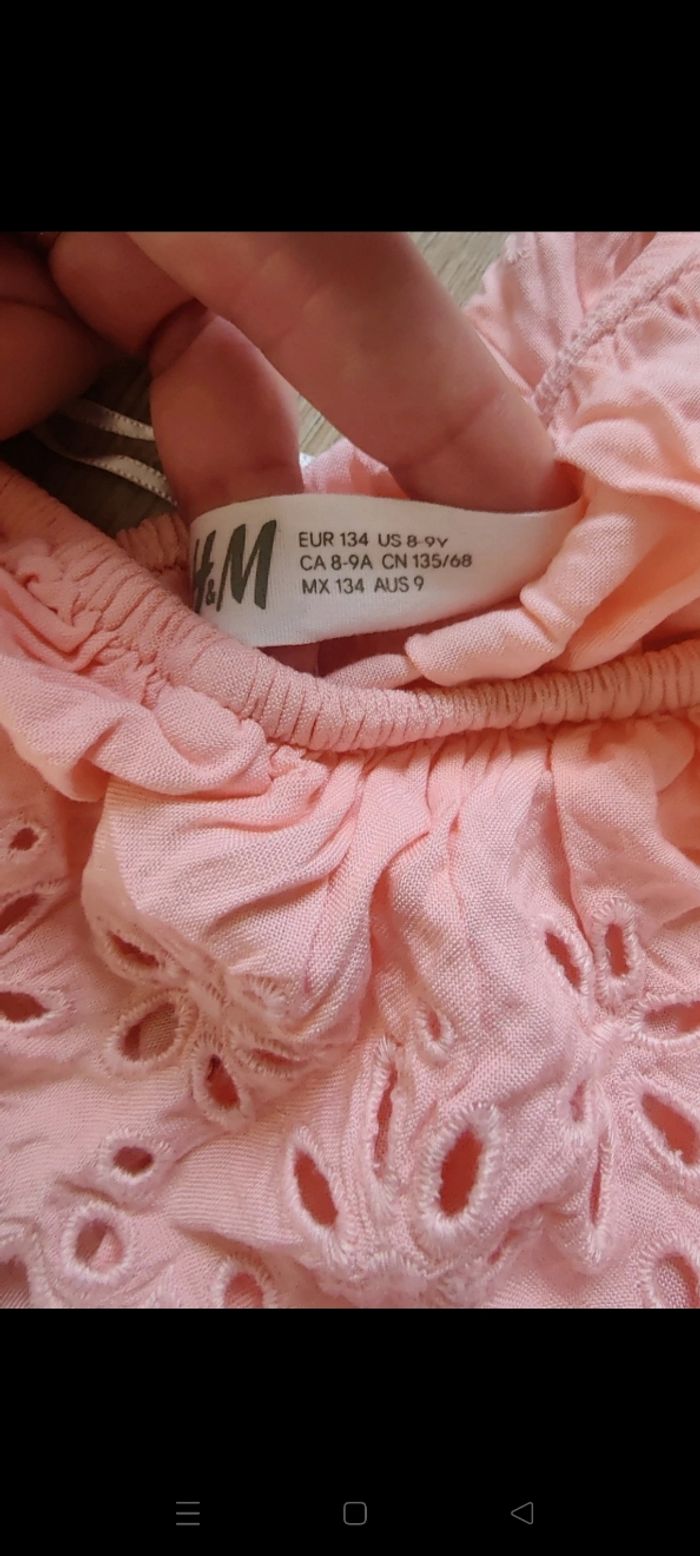 H&M
EUR 134 US 8-9Y
CA 8-9A CN 135/68
MX 134 AUS 9